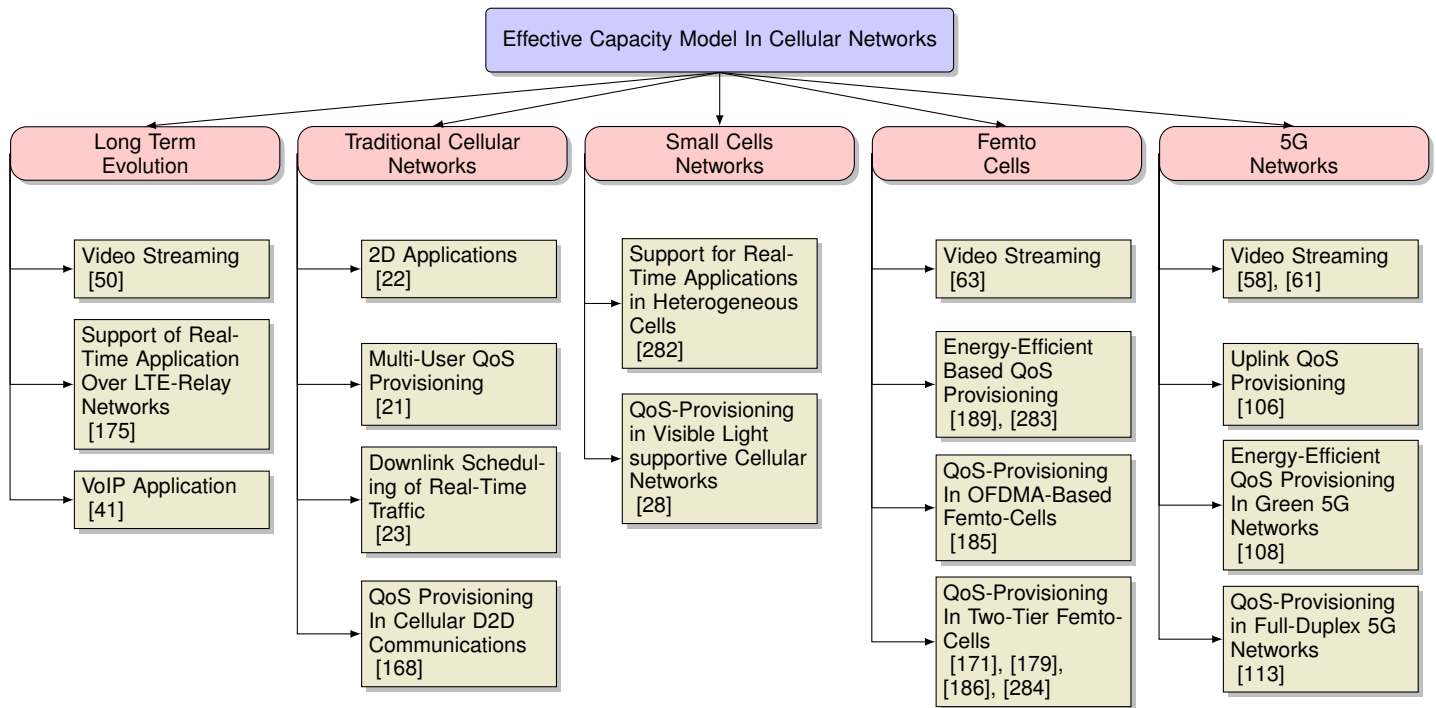 Effective Capacity Model In Cellular Networks
Long Term
Evolution
Traditional Cellular
Networks
Small Cells
Networks
Femto
Cells
5G
Networks
Video Streaming
[50]
Support of Real-
Time Application
Over LTE-Relay
Networks
[175]
VoIP Application
[41]
2D Applications
[22]
Multi-User QoS
Provisioning
[21]
Downlink Schedul-
ing of Real-Time
Traffic
[23]
QoS Provisioning
In Cellular D2D
Communications
[168]
Support for Real-
Time Applications
in Heterogeneous
Cells
[282]
QoS-Provisioning
in Visible Light
supportive Cellular
Networks
[28]
Video Streaming
[63]
Energy-Efficient
Based QoS
Provisioning
[189], [283]
QoS-Provisioning
In OFDMA-Based
Femto-Cells
[185]
QoS-Provisioning
In Two-Tier Femto-
Cells
[171], [179],
[186], [284]
Video Streaming
[58], [61]
Uplink QoS
Provisioning
[106]
Energy-Efficient
QoS Provisioning
In Green 5G
Networks
[108]
QoS-Provisioning
in Full-Duplex 5G
Networks
[113]